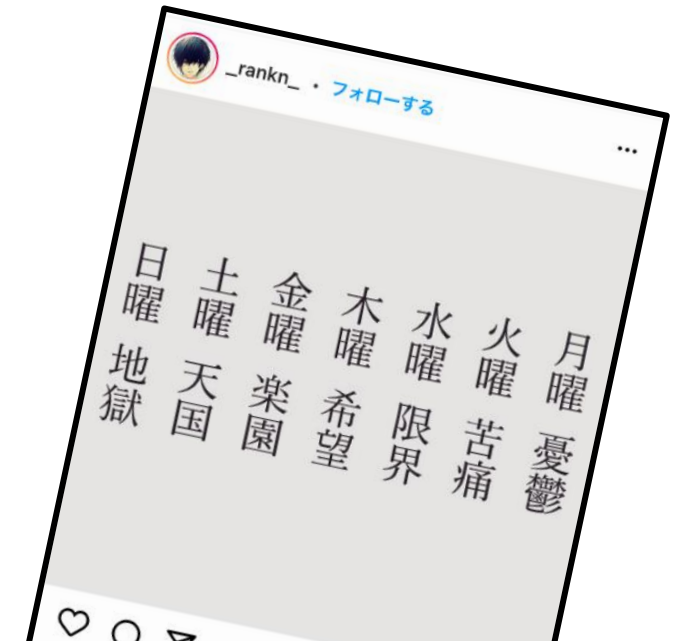 _rankn_ • フォローする
月曜 憂鬱
火曜 苦痛
水曜 限界
木曜 希望
金曜 楽園
土曜 天国
日曜 地獄